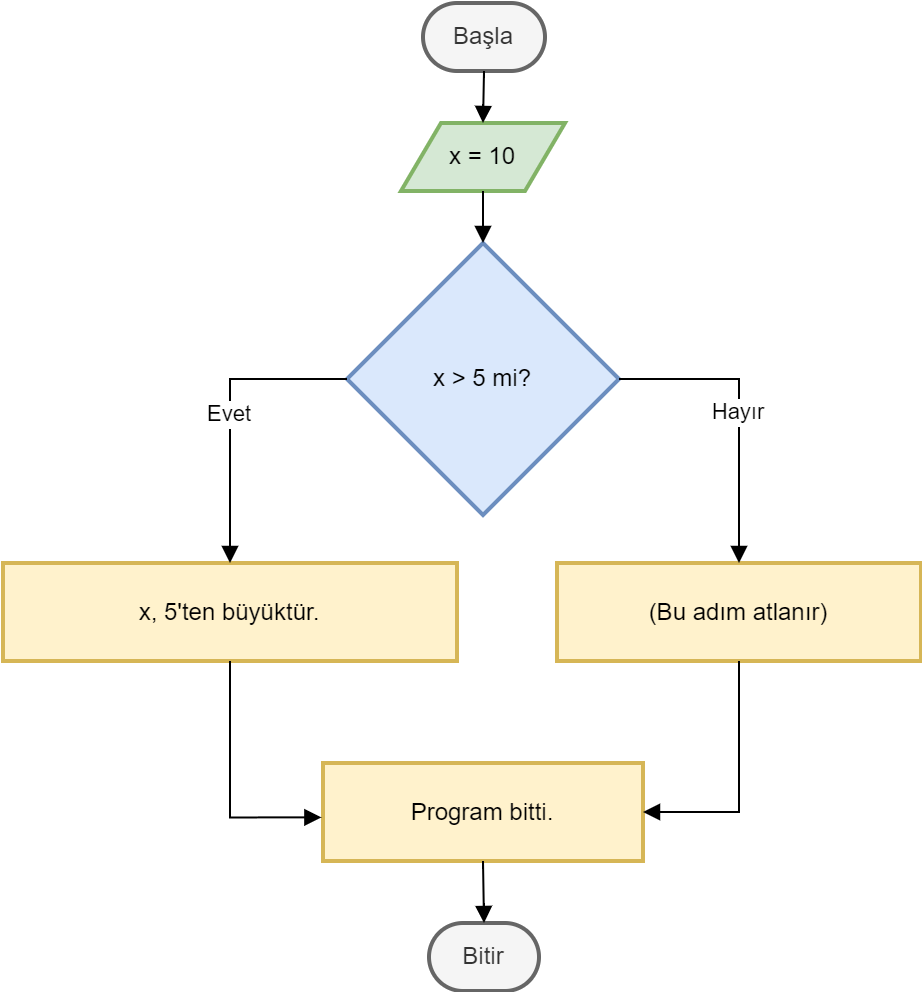 Başla
x = 10
x > 5 mi?
Evet
Hayır
x, 5'ten büyüktür.
(Bu adım atlanır)
Program bitti.
Bitir